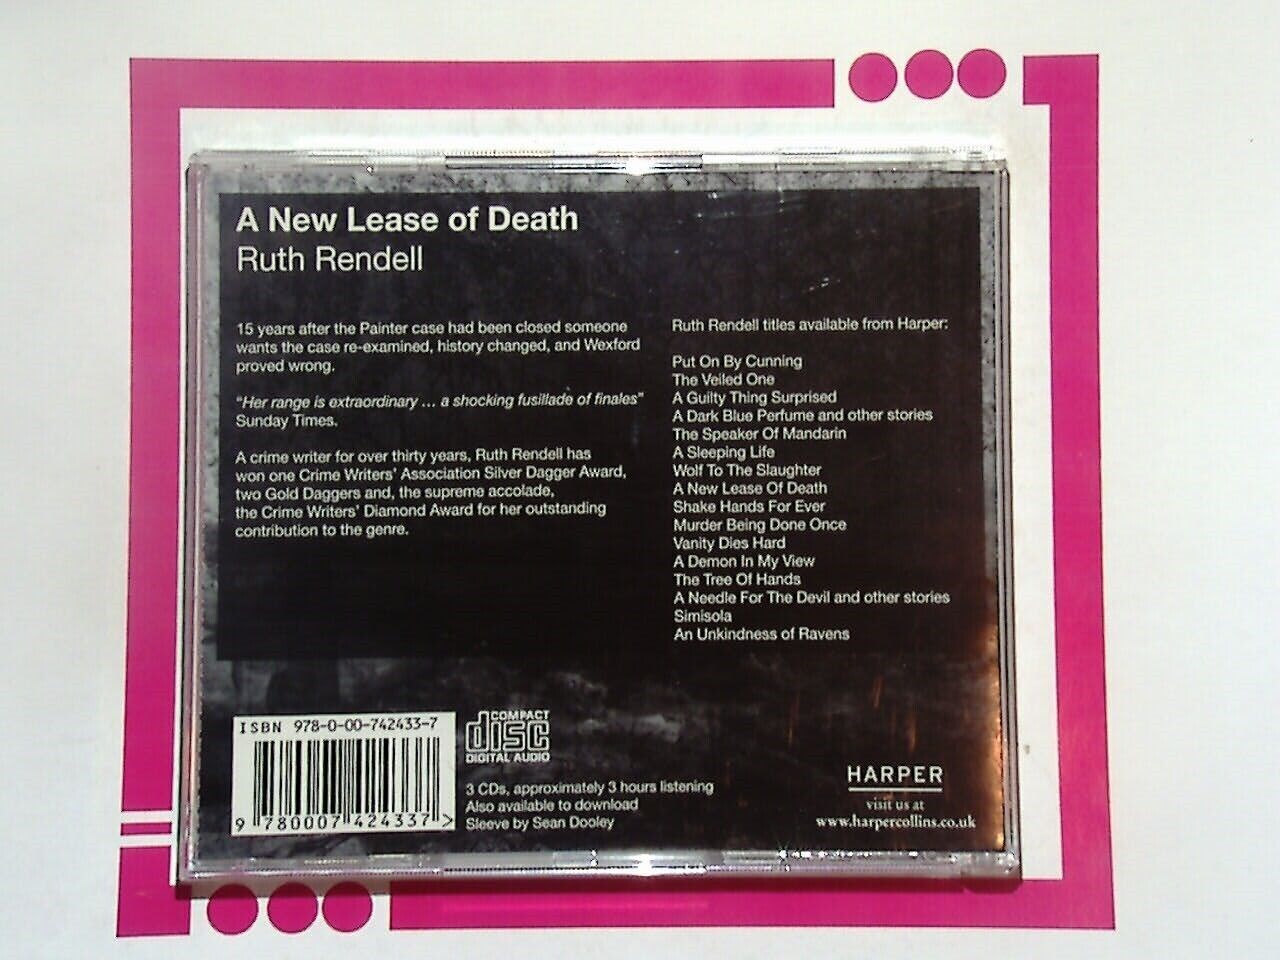 A New Lease of Death
Ruth Rendell
15 years after the Painter case had been closed someone
wants the case re-examined, history changed, and Wexford
proved wrong.
"Her range is extraordinary ... a shocking fusillade of finales"
Sunday Times.
A crime writer for over thirty years, Ruth Rendell has
won one Crime Writers' Association Silver Dagger Award,
two Gold Daggers and, the supreme accolade,
the Crime Writers' Diamond Award for her outstanding
contribution to the genre.
Ruth Rendell titles available from Harper:
Put On By Cunning
The Veiled One
A Guilty Thing Surprised
A Dark Blue Perfume and other stories
The Speaker Of Mandarin
A Sleeping Life
Wolf To The Slaughter
A New Lease Of Death
Shake Hands For Ever
Murder Being Done Once
Vanity Dies Hard
A Demon In My View
The Tree Of Hands
A Needle For The Devil and other stories
Simisola
An Unkindness of Ravens
ISBN 978-0-00-742433-7
9 780007 424337 >
COMPACT
disc
DIGITAL AUDIO
3 CDs, approximately 3 hours listening
Also available to download
Sleeve by Sean Dooley
HARPER
visit us at
www.harpercollins.co.uk